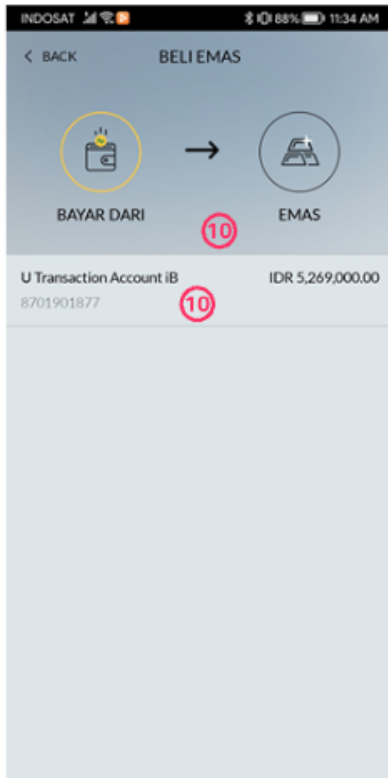 INDOSAT 88% 11:34 AM
< BACK BELI EMAS
BAYAR DARI EMAS
10
U Transaction Account iB IDR 5,269,000.00
8701901877 10